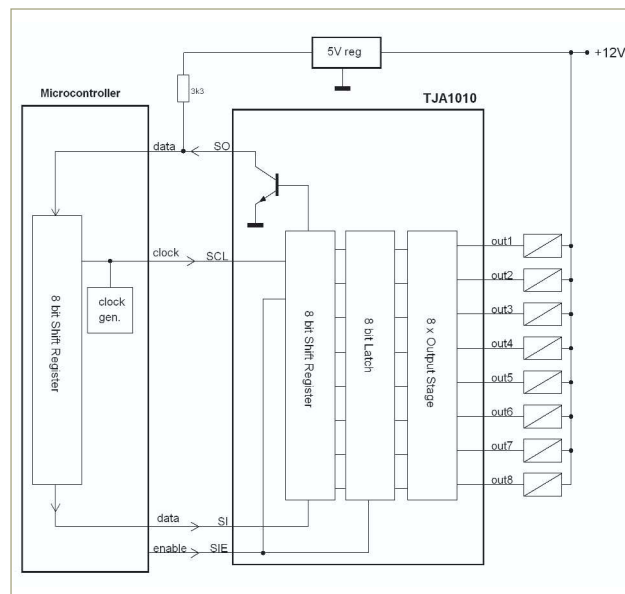 5V reg
+12V
3k3
Microcontroller
TJA1010
data
SO
clock
SCL
clock
gen.
8 bit Shift Register
8 bit Shift Register
8 bit Latch
8 x Output Stage
out1
out2
out3
out4
out5
out6
out7
out8
data
SI
enable
SIE